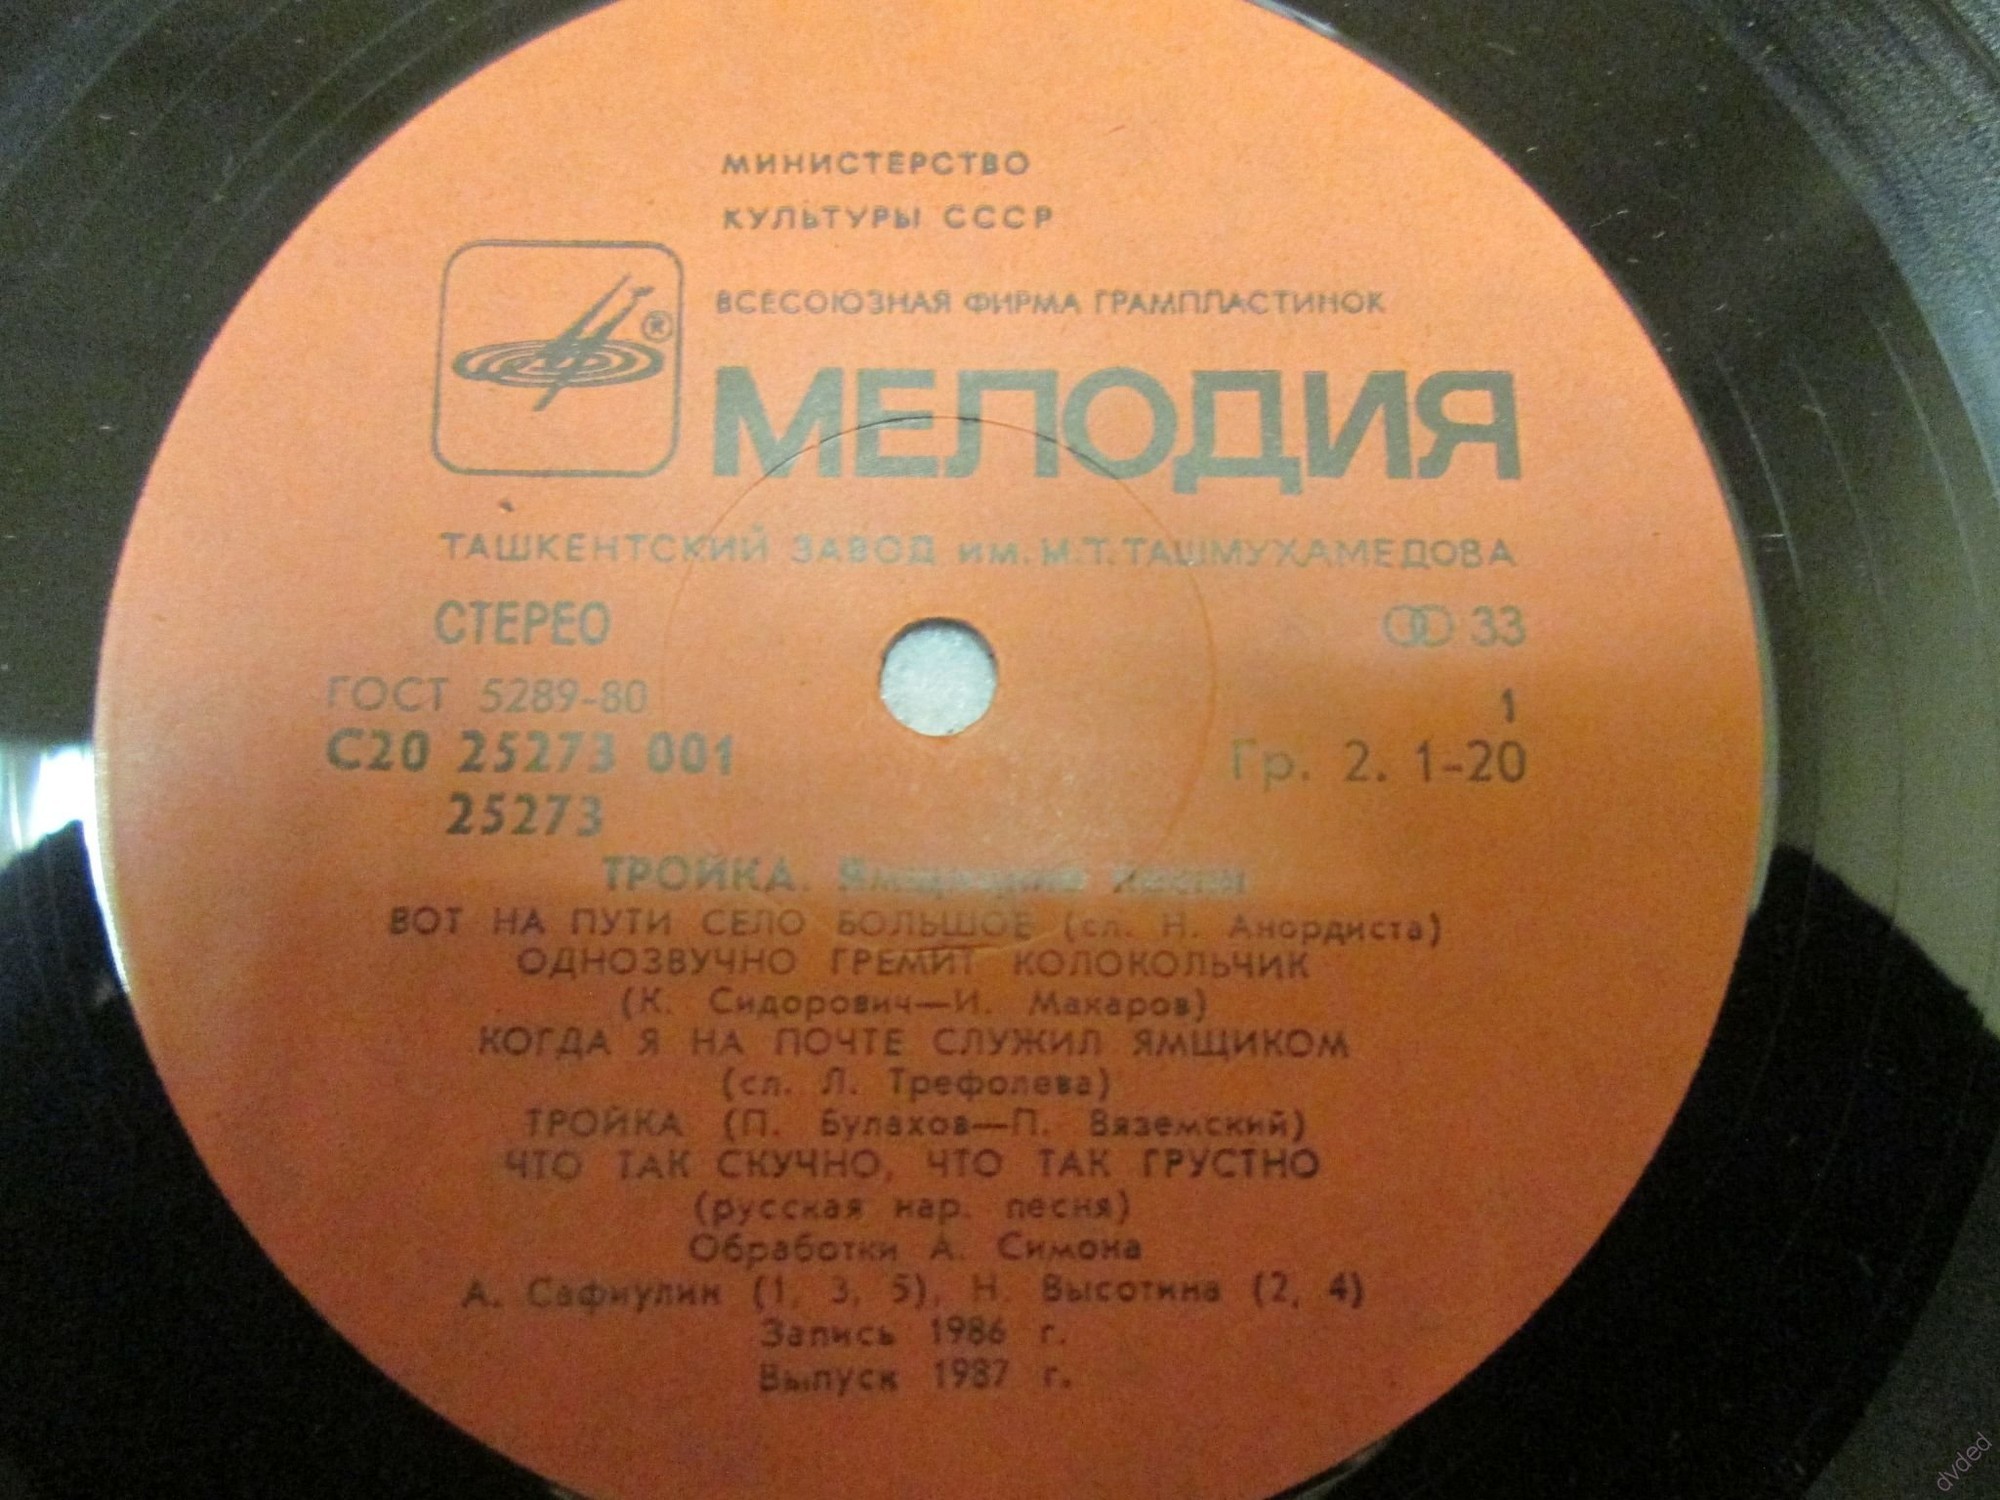 МИНИСТЕРСТВО
КУЛЬТУРЫ СССР
ВСЕСОЮЗНАЯ ФИРМА ГРАМПЛАСТИНОК
®
МЕЛОДИЯ
ТАШКЕНТСКИЙ ЗАВОД им. М.Т. ТАШМУХАМЕДОВА
СТЕРЕО 33
ГОСТ 5289-80 1
С20 25273 001 Гр. 2. 1-20
25273
ТРОЙКА.
ВОТ НА ПУТИ СЕЛО БОЛЬШОЕ (сл. Н. Анордиста)
ОДНОЗВУЧНО ГРЕМИТ КОЛОКОЛЬЧИК
(К. Сидорович—И. Макаров)
КОГДА Я НА ПОЧТЕ СЛУЖИЛ ЯМЩИКОМ
(сл. Л. Трефолева)
ТРОЙКА (П. Булахов—П. Вяземский)
ЧТО ТАК СКУЧНО, ЧТО ТАК ГРУСТНО
(русская нар. песня)
Обработки А. Симона
А. Сафиулин (1, 3, 5), Н. Высотина (2, 4)
Запись 1986 г.
Выпуск 1987 г.
dvded